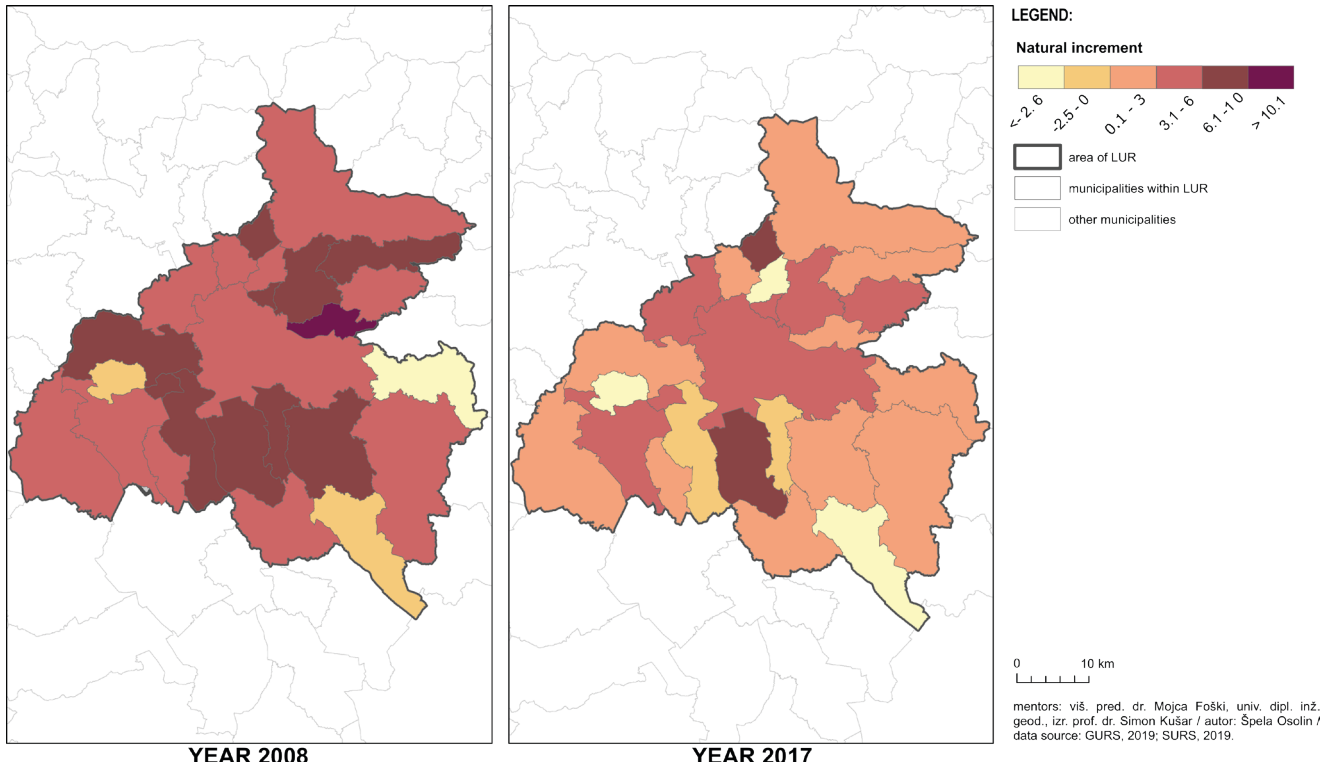 LEGEND:
Natural increment
<- 2. 6
-2.5 - 0
0.1 - 3
3.1 - 6
6.1 -1 0
> 10.1
area of LUR
municipalities within LUR
other municipalities
0 10 km
mentors: viš. pred. dr. Mojca Foški, univ. dipl. inž.
geod., izr. prof. dr. Simon Kušar / autor: Špela Osolin /
data source: GURS, 2019; SURS, 2019.
YEAR 2008
YEAR 2017